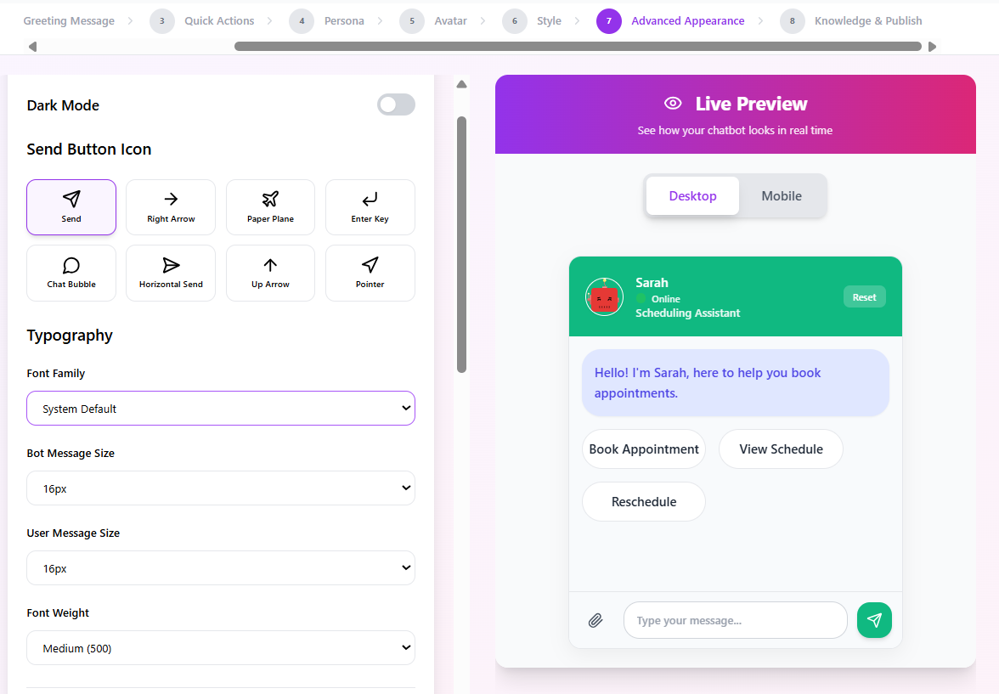 Greeting Message
3 Quick Actions
4 Persona
5 Avatar
6 Style
7 Advanced Appearance
8 Knowledge & Publish
Dark Mode
Send Button Icon
Send
Right Arrow
Paper Plane
Enter Key
Chat Bubble
Horizontal Send
Up Arrow
Pointer
Typography
Font Family
System Default
Bot Message Size
16px
User Message Size
16px
Font Weight
Medium (500)
Live Preview
See how your chatbot looks in real time
Desktop
Mobile
Sarah
Online
Scheduling Assistant
Reset
Hello! I'm Sarah, here to help you book
appointments.
Book Appointment
View Schedule
Reschedule
Type your message...